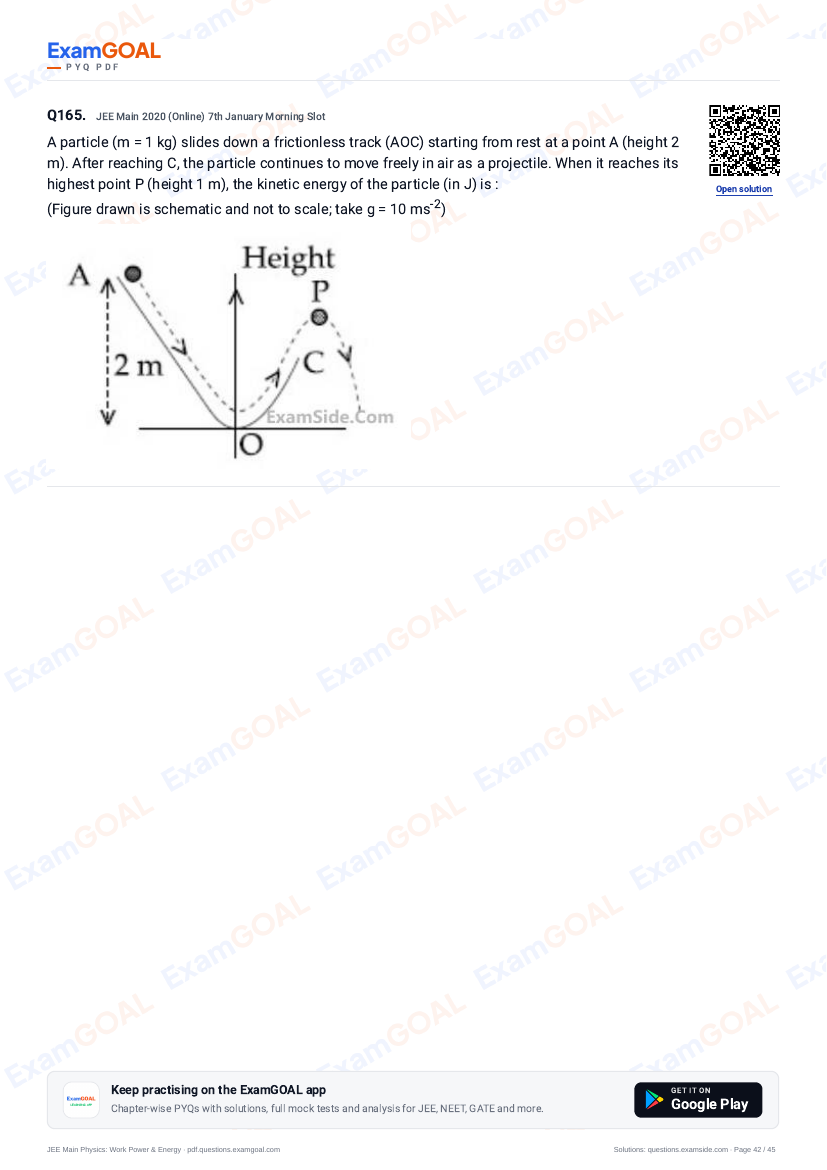 ExamGOAL
PYQ PDF
Q165. JEE Main 2020 (Online) 7th January Morning Slot
A particle (m = 1 kg) slides down a frictionless track (AOC) starting from rest at a point A (height 2
m). After reaching C, the particle continues to move freely in air as a projectile. When it reaches its
highest point P (height 1 m), the kinetic energy of the particle (in J) is :
(Figure drawn is schematic and not to scale; take g = 10 ms-2)
Open solution
Height
A
P
2 m
C
ExamSide.Com
O
Keep practising on the ExamGOAL app
Chapter-wise PYQs with solutions, full mock tests and analysis for JEE, NEET, GATE and more.
GET IT ON
Google Play
JEE Main Physics: Work Power & Energy · pdf.questions.examgoal.com
Solutions: questions.examside.com · Page 42 / 45